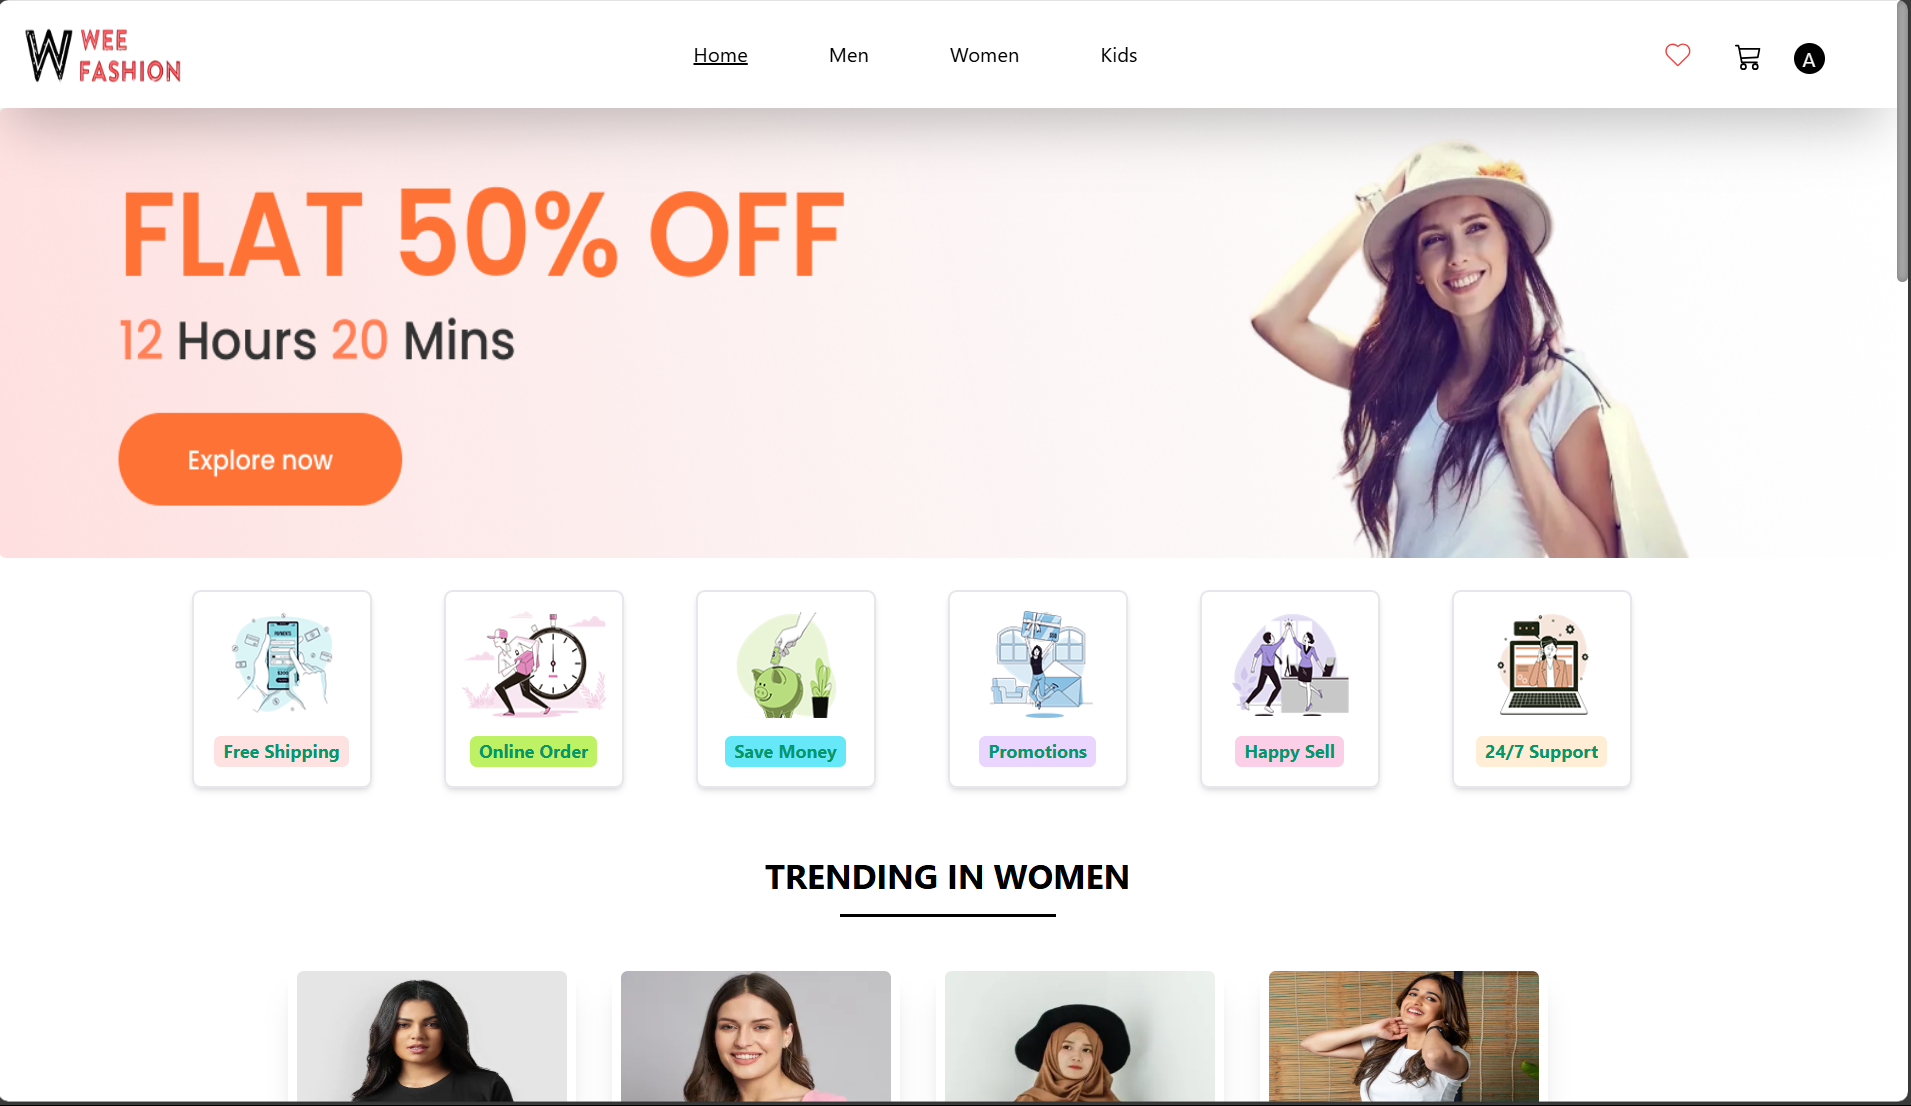 W WEE
FASHION
Home Men Women Kids
A
FLAT 50% OFF
12 Hours 20 Mins
Explore now
PAYMENTS
Free Shipping Online Order Save Money Promotions Happy Sell 24/7 Support
TRENDING IN WOMEN